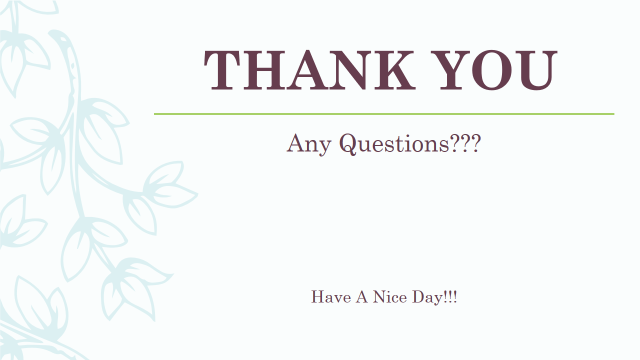 THANK YOU
Any Questions???
Have A Nice Day!!!